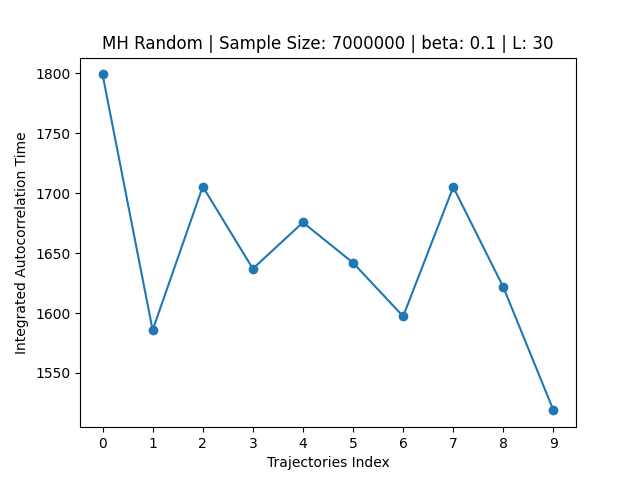 MH Random | Sample Size: 7000000 | beta: 0.1 | L: 30
Integrated Autocorrelation Time
1800
1750
1700
1650
1600
1550
0 1 2 3 4 5 6 7 8 9
Trajectories Index